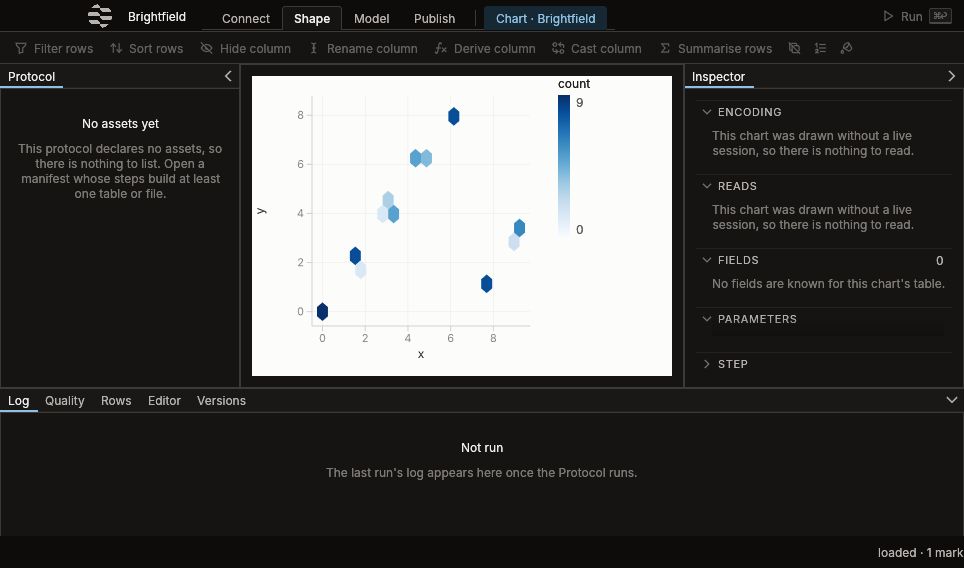 Brightfield
Connect
Shape
Model
Publish
Chart · Brightfield
Run
Filter rows
Sort rows
Hide column
Rename column
Derive column
Cast column
Summarise rows
Protocol
No assets yet
This protocol declares no assets, so
there is nothing to list. Open a
manifest whose steps build at least
one table or file.
count
9
0
8
6
4
2
0
y
0
2
4
6
8
x
Inspector
ENCODING
This chart was drawn without a live
session, so there is nothing to read.
READS
This chart was drawn without a live
session, so there is nothing to read.
FIELDS 0
No fields are known for this chart's table.
PARAMETERS
STEP
Log
Quality
Rows
Editor
Versions
Not run
The last run's log appears here once the Protocol runs.
loaded · 1 mark